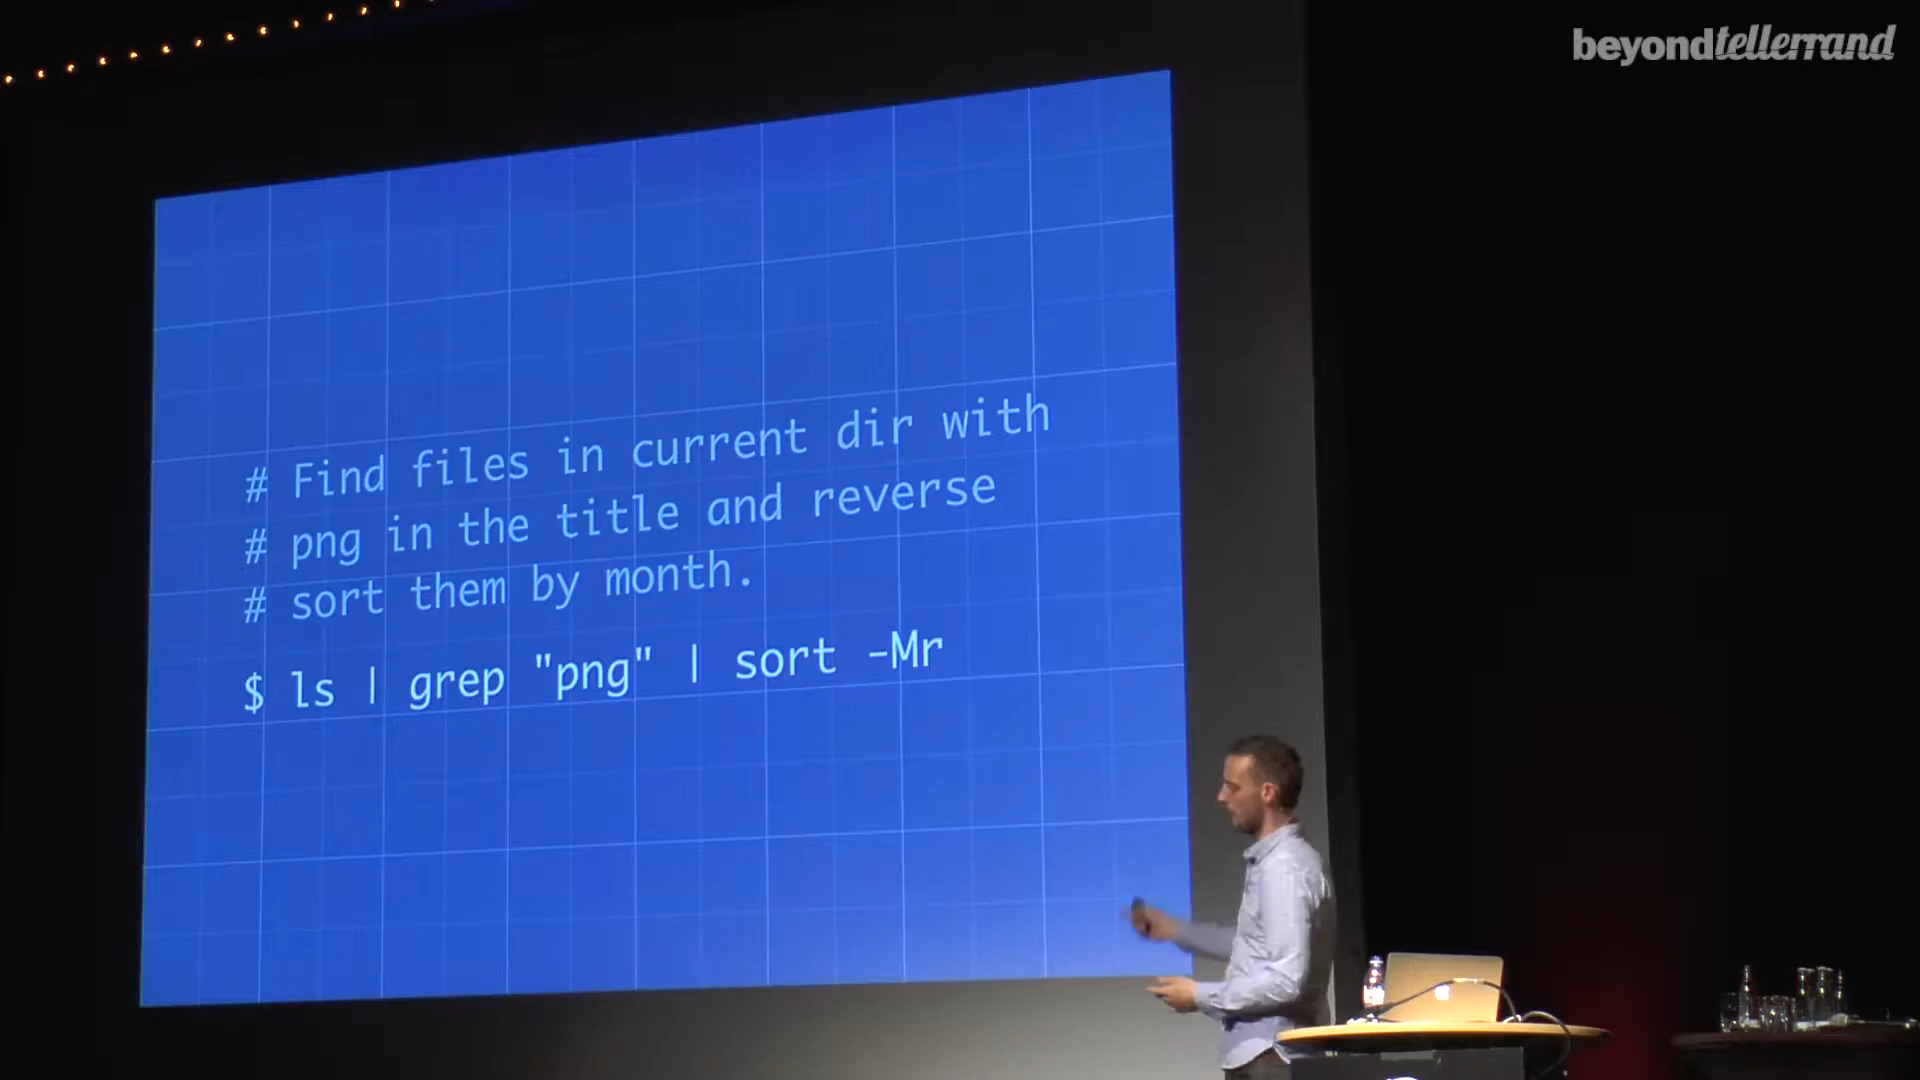 beyondtellerrand
# Find files in current dir with
# png in the title and reverse
# sort them by month.
$ ls | grep "png" | sort -Mr